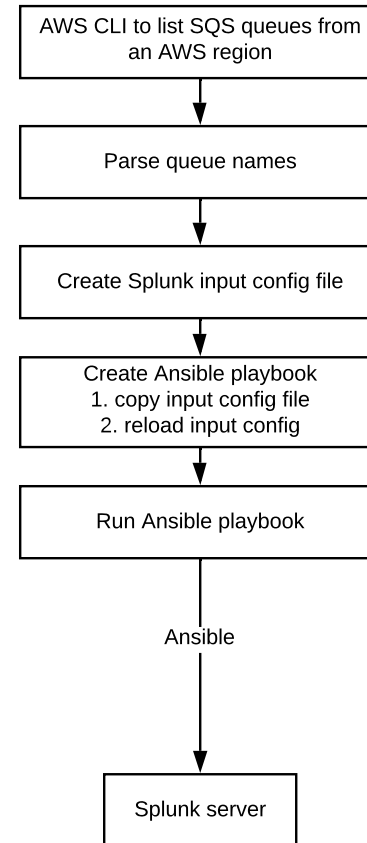 AWS CLI to list SQS queues from
an AWS region
Parse queue names
Create Splunk input config file
Create Ansible playbook
1. copy input config file
2. reload input config
Run Ansible playbook
Ansible
Splunk server